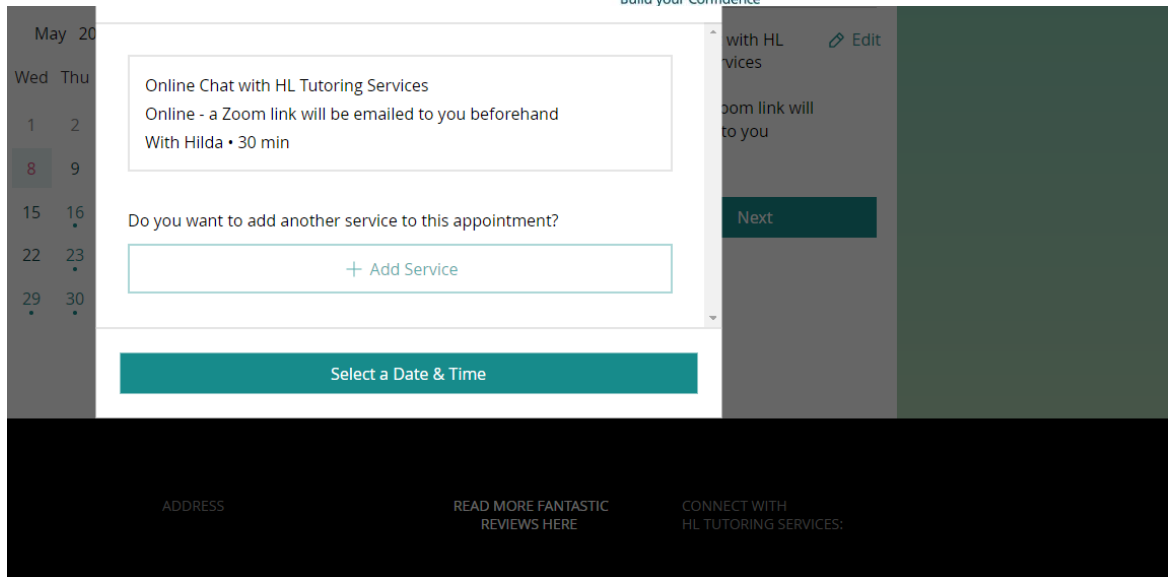 Build your Confidence
May 20
Wed Thu
1 2
8 9
15 16
22 23
29 30
Online Chat with HL Tutoring Services
Online - a Zoom link will be emailed to you beforehand
With Hilda • 30 min
Do you want to add another service to this appointment?
+ Add Service
Select a Date & Time
with HL
Edit
rvices
oom link will
to you
Next
ADDRESS
READ MORE FANTASTIC
REVIEWS HERE
CONNECT WITH
HL TUTORING SERVICES: